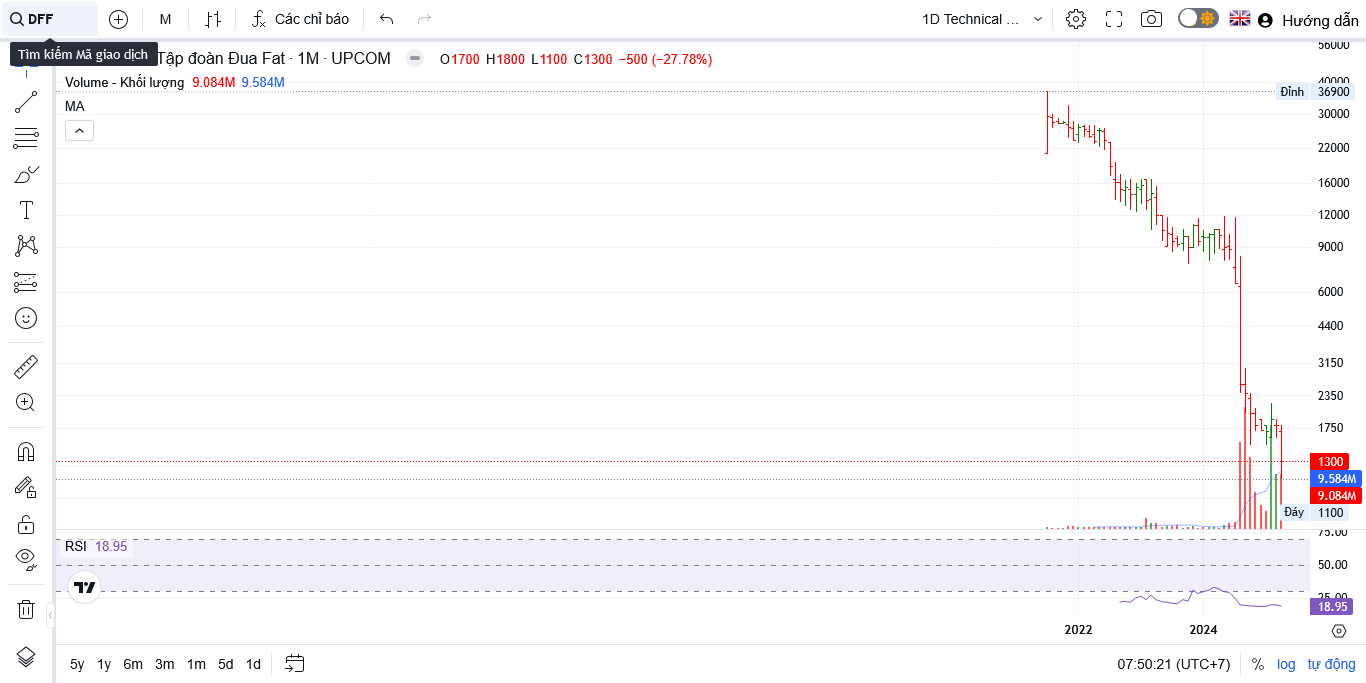 DFF M Các chỉ báo 1D Technical ... Hướng dẫn
Tìm kiếm Mã giao dịch
Tập đoàn Đua Fat · 1M · UPCOM O1700 H1800 L1100 C1300 −500 (−27.78%)
Volume - Khối lượng 9.084M 9.584M
MA
56000
40000
Đỉnh 36900
30000
22000
16000
12000
9000
6000
4400
3150
2350
1750
1300
9.584M
9.084M
Đáy 1100
75.00
RSI 18.95
50.00
25.00
18.95
2022 2024
5y 1y 6m 3m 1m 5d 1d 07:50:21 (UTC+7) % log tự động